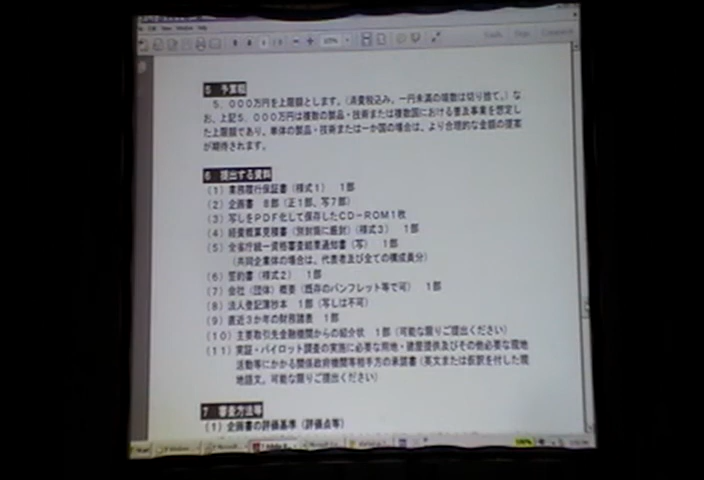 5 予算額
5,000万円を上限額とします。(消費税込み、一円未満の端数は切り捨て。)な
お、上記5,000万円は複数の製品・技術または複数国における普及事業を想定し
た上限額であり、単体の製品・技術または一か国の場合は、より合理的な金額の提案
が期待されます。
6 提出する資料
(1)業務履行保証書(様式1) 1部
(2)企画書 8部(正1部、写7部)
(3)写しをPDF化して保存したCD-ROM1枚
(4)経費概算見積書(別封筒に厳封)(様式3) 1部
(5)全省庁統一資格審査結果通知書(写) 1部
(共同企業体の場合は、代表者及び全ての構成員分)
(6)誓約書(様式2) 1部
(7)会社(団体)概要(既存のパンフレット等で可) 1部
(8)法人登記謄抄本 1部(写しは不可)
(9)直近3か年の財務諸表 1部
(10)主要取引先金融機関からの紹介状 1部(可能な限りご提出ください)
(11)実証・パイロット調査の実施に必要な用地・建屋提供及びその他必要な現地
活動等にかかる関係政府機関等相手方の承諾書(英文または仮訳を付した現
地語文。可能な限りご提出ください)
7 審査方法等
(1)企画書の評価基準(評価点等)